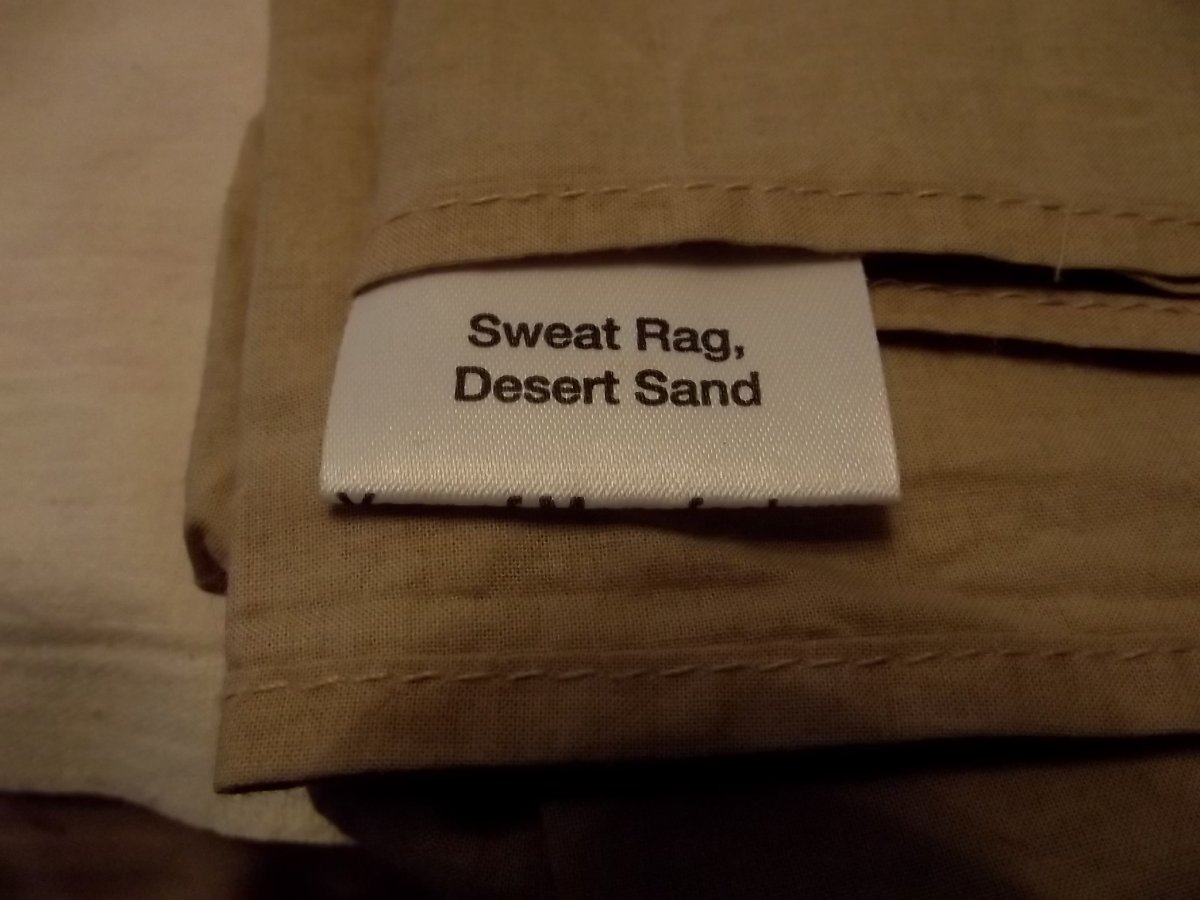 Sweat Rag,
Desert Sand